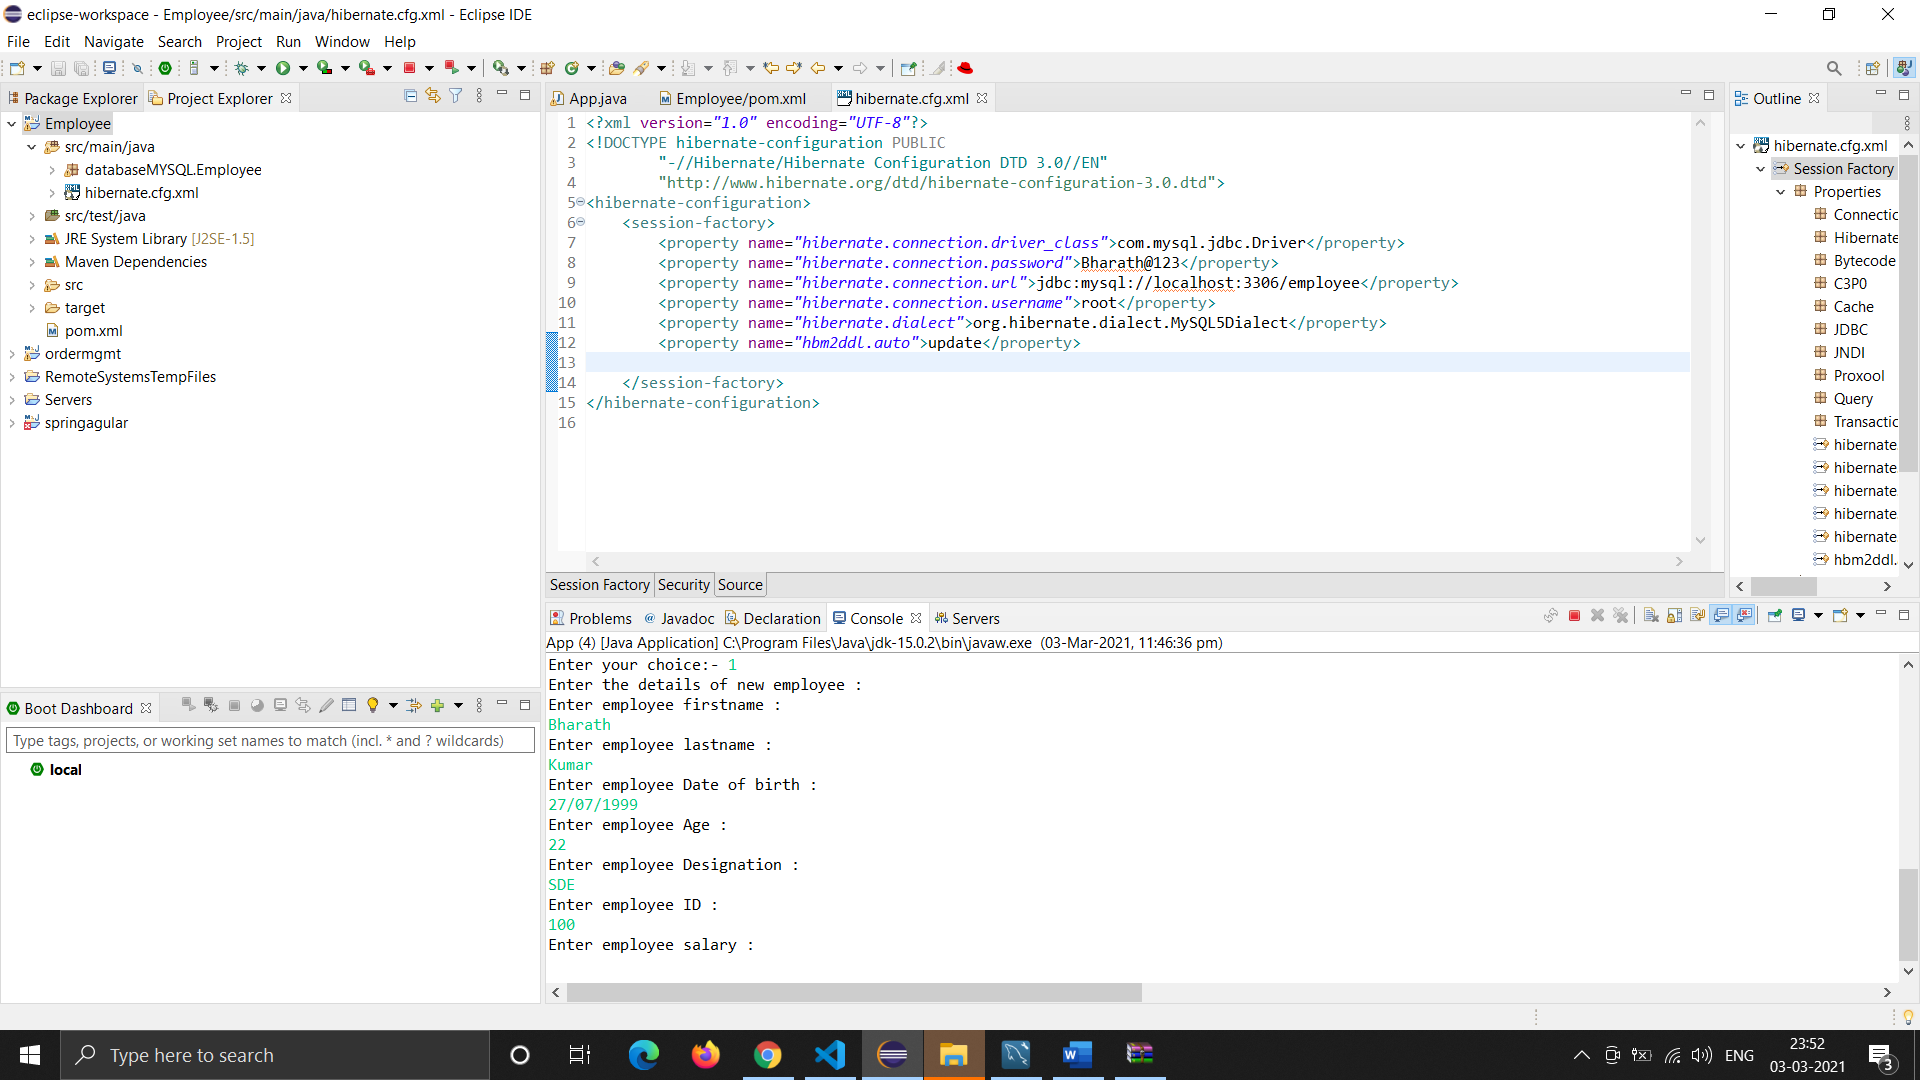 eclipse-workspace - Employee/src/main/java/hibernate.cfg.xml - Eclipse IDE
File Edit Navigate Search Project Run Window Help
Package Explorer Project Explorer
Employee
src/main/java
databaseMYSQL.Employee
hibernate.cfg.xml
src/test/java
JRE System Library [J2SE-1.5]
Maven Dependencies
src
target
pom.xml
ordermgmt
RemoteSystemsTempFiles
Servers
springagular
Boot Dashboard
Type tags, projects, or working set names to match (incl. * and ? wildcards)
local
App.java Employee/pom.xml hibernate.cfg.xml
1 <?xml version="1.0" encoding="UTF-8"?>
2 <!DOCTYPE hibernate-configuration PUBLIC
3 "-//Hibernate/Hibernate Configuration DTD 3.0//EN"
4 "http://www.hibernate.org/dtd/hibernate-configuration-3.0.dtd">
5 <hibernate-configuration>
6 <session-factory>
7 <property name="hibernate.connection.driver_class">com.mysql.jdbc.Driver</property>
8 <property name="hibernate.connection.password">Bharath@123</property>
9 <property name="hibernate.connection.url">jdbc:mysql://localhost:3306/employee</property>
10 <property name="hibernate.connection.username">root</property>
11 <property name="hibernate.dialect">org.hibernate.dialect.MySQL5Dialect</property>
12 <property name="hbm2ddl.auto">update</property>
13
14 </session-factory>
15 </hibernate-configuration>
16
Session Factory Security Source
Outline
hibernate.cfg.xml
Session Factory
Properties
Connectic
Hibernate
Bytecode
C3P0
Cache
JDBC
JNDI
Proxool
Query
Transactic
hibernate
hibernate
hibernate
hibernate
hibernate
hbm2ddl.
Problems Javadoc Declaration Console Servers
App (4) [Java Application] C:\Program Files\Java\jdk-15.0.2\bin\javaw.exe (03-Mar-2021, 11:46:36 pm)
Enter your choice:- 1
Enter the details of new employee :
Enter employee firstname :
Bharath
Enter employee lastname :
Kumar
Enter employee Date of birth :
27/07/1999
Enter employee Age :
22
Enter employee Designation :
SDE
Enter employee ID :
100
Enter employee salary :
Type here to search
ENG
23:52
03-03-2021
3